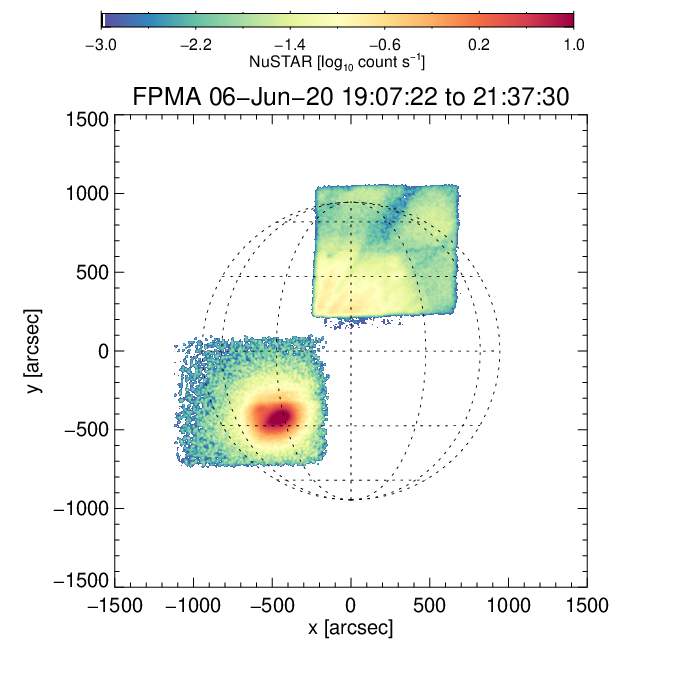 −3.0 −2.2 −1.4 −0.6 0.2 1.0
NuSTAR [log₁₀ count s⁻¹]
FPMA 06−Jun−20 19:07:22 to 21:37:30
1500
1000
500
0
−500
−1000
−1500
y [arcsec]
−1500 −1000 −500 0 500 1000 1500
x [arcsec]